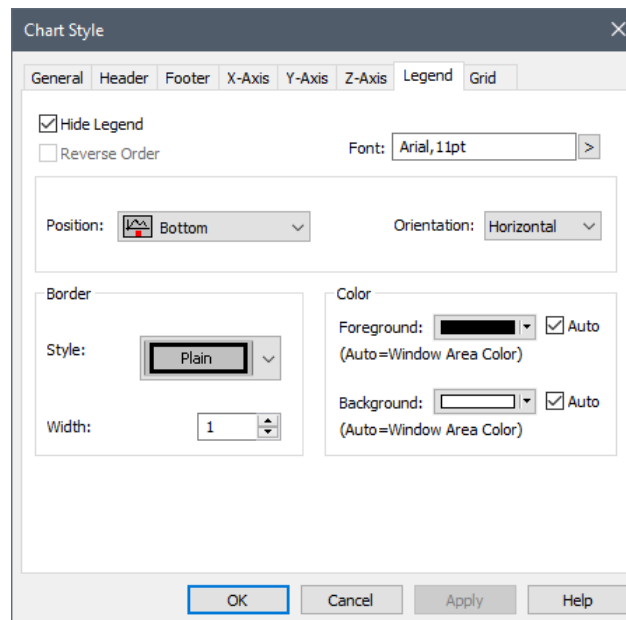 Chart Style
General Header Footer X-Axis Y-Axis Z-Axis Legend Grid
Hide Legend
Reverse Order
Font: Arial,11pt >
Position: Bottom Orientation: Horizontal
Border
Style: Plain
Width: 1
Color
Foreground: Auto
(Auto=Window Area Color)
Background: Auto
(Auto=Window Area Color)
OK Cancel Apply Help